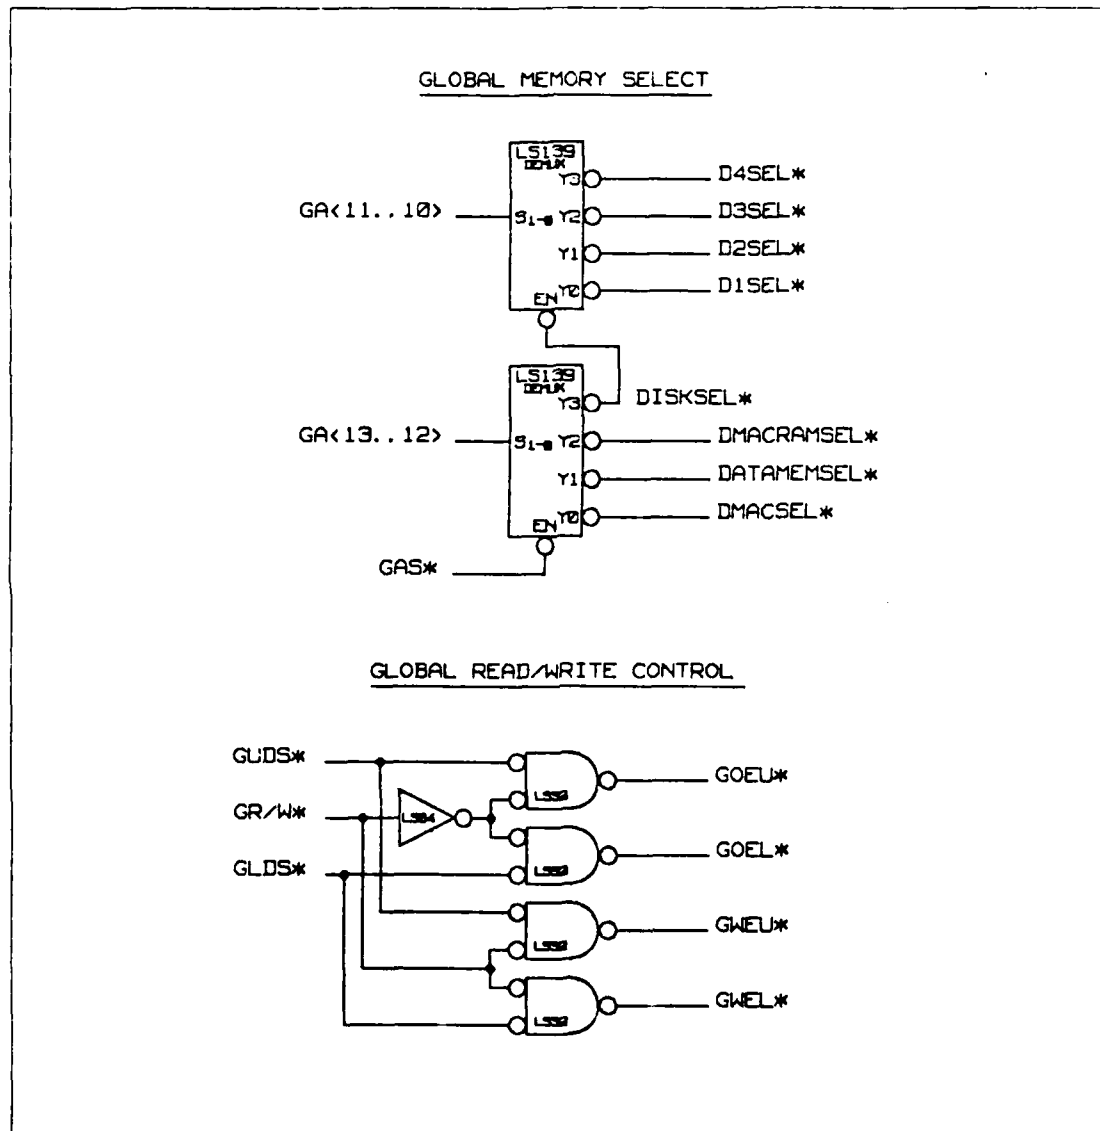 GLOBAL MEMORY SELECT
LS139
DEMUX
Y3 D4SEL*
GA<11..10> S1-0 Y2 D3SEL*
Y1 D2SEL*
EN Y0 D1SEL*
LS139
DEMUX
Y3 DISKSEL*
GA<13..12> S1-0 Y2 DMACRAMSEL*
Y1 DATAMEMSEL*
EN Y0 DMACSEL*
GAS*
GLOBAL READ/WRITE CONTROL
GUDS* GOEU*
GR/W* LS04
GLDS* GOEL*
GWEU*
GWEL*